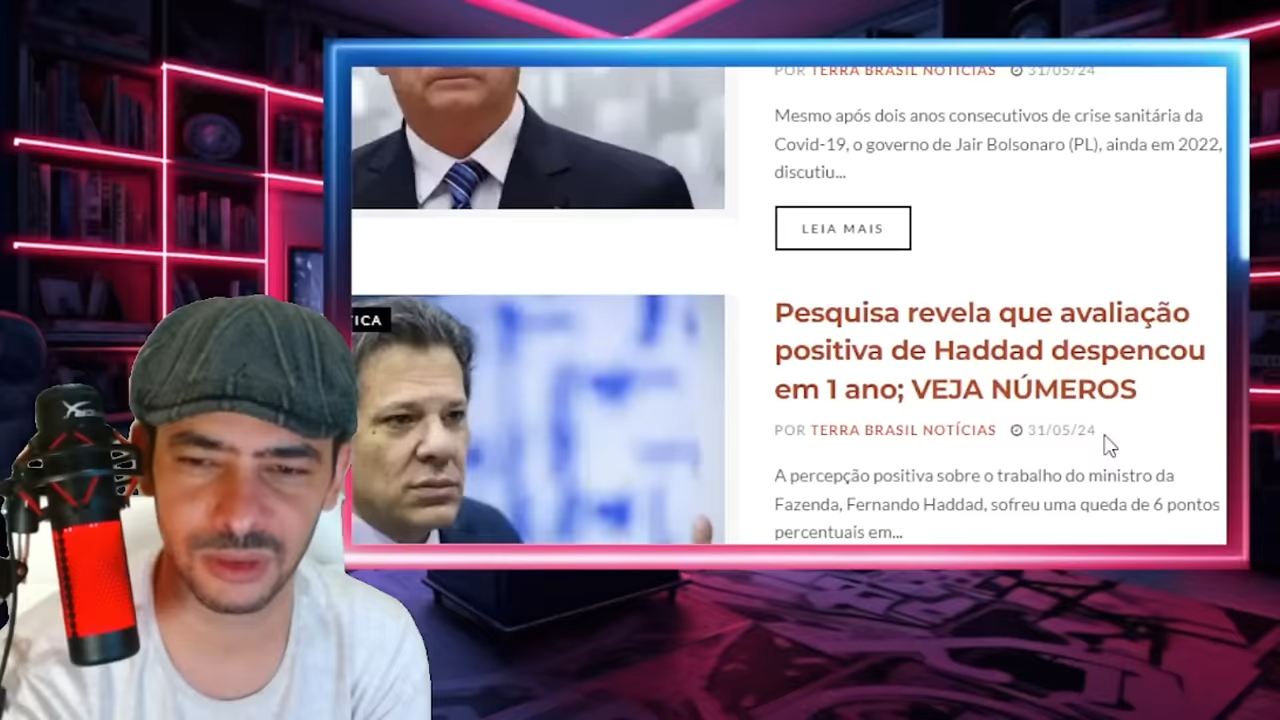 POR TERRA BRASIL NOTÍCIAS 31/05/24
Mesmo após dois anos consecutivos de crise sanitária da
Covid-19, o governo de Jair Bolsonaro (PL), ainda em 2022,
discutiu...
LEIA MAIS
TICA
Pesquisa revela que avaliação
positiva de Haddad despencou
em 1 ano; VEJA NÚMEROS
POR TERRA BRASIL NOTÍCIAS 31/05/24
A percepção positiva sobre o trabalho do ministro da
Fazenda, Fernando Haddad, sofreu uma queda de 6 pontos
percentuais em...